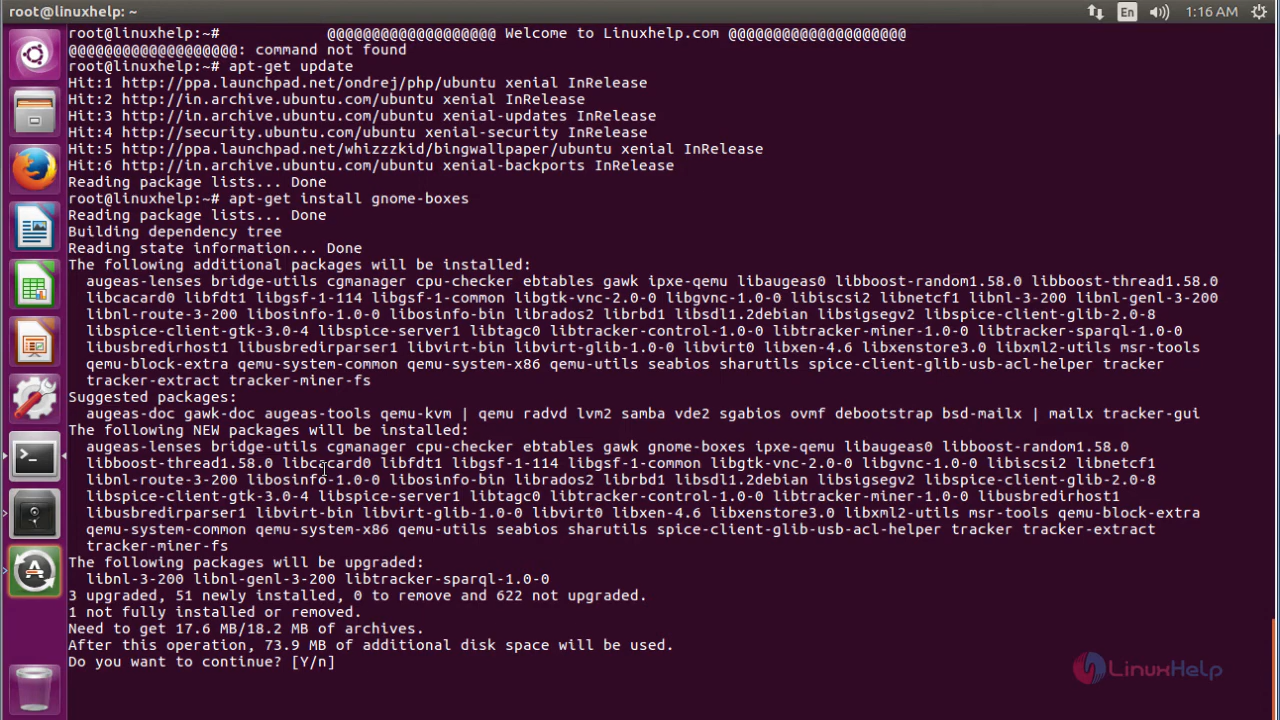 root@linuxhelp: ~
En
1:16 AM
root@linuxhelp:~#            @@@@@@@@@@@@@@@@@@@ Welcome to Linuxhelp.com @@@@@@@@@@@@@@@@@@@@
@@@@@@@@@@@@@@@@@@@: command not found
root@linuxhelp:~# apt-get update
Hit:1 http://ppa.launchpad.net/ondrej/php/ubuntu xenial InRelease
Hit:2 http://in.archive.ubuntu.com/ubuntu xenial InRelease
Hit:3 http://in.archive.ubuntu.com/ubuntu xenial-updates InRelease
Hit:4 http://security.ubuntu.com/ubuntu xenial-security InRelease
Hit:5 http://ppa.launchpad.net/whizzzkid/bingwallpaper/ubuntu xenial InRelease
Hit:6 http://in.archive.ubuntu.com/ubuntu xenial-backports InRelease
Reading package lists... Done
root@linuxhelp:~# apt-get install gnome-boxes
Reading package lists... Done
Building dependency tree
Reading state information... Done
The following additional packages will be installed:
  augeas-lenses bridge-utils cgmanager cpu-checker ebtables gawk ipxe-qemu libaugeas0 libboost-random1.58.0 libboost-thread1.58.0
  libcacard0 libfdt1 libgsf-1-114 libgsf-1-common libgtk-vnc-2.0-0 libgvnc-1.0-0 libiscsi2 libnetcf1 libnl-3-200 libnl-genl-3-200
  libnl-route-3-200 libosinfo-1.0-0 libosinfo-bin librados2 librbd1 libsdl1.2debian libsigsegv2 libspice-client-glib-2.0-8
  libspice-client-gtk-3.0-4 libspice-server1 libtagc0 libtracker-control-1.0-0 libtracker-miner-1.0-0 libtracker-sparql-1.0-0
  libusbredirhost1 libusbredirparser1 libvirt-bin libvirt-glib-1.0-0 libvirt0 libxen-4.6 libxenstore3.0 libxml2-utils msr-tools
  qemu-block-extra qemu-system-common qemu-system-x86 qemu-utils seabios sharutils spice-client-glib-usb-acl-helper tracker
  tracker-extract tracker-miner-fs
Suggested packages:
  augeas-doc gawk-doc augeas-tools qemu-kvm | qemu radvd lvm2 samba vde2 sgabios ovmf debootstrap bsd-mailx | mailx tracker-gui
The following NEW packages will be installed:
  augeas-lenses bridge-utils cgmanager cpu-checker ebtables gawk gnome-boxes ipxe-qemu libaugeas0 libboost-random1.58.0
  libboost-thread1.58.0 libcacard0 libfdt1 libgsf-1-114 libgsf-1-common libgtk-vnc-2.0-0 libgvnc-1.0-0 libiscsi2 libnetcf1
  libnl-route-3-200 libosinfo-1.0-0 libosinfo-bin librados2 librbd1 libsdl1.2debian libsigsegv2 libspice-client-glib-2.0-8
  libspice-client-gtk-3.0-4 libspice-server1 libtagc0 libtracker-control-1.0-0 libtracker-miner-1.0-0 libusbredirhost1
  libusbredirparser1 libvirt-bin libvirt-glib-1.0-0 libvirt0 libxen-4.6 libxenstore3.0 libxml2-utils msr-tools qemu-block-extra
  qemu-system-common qemu-system-x86 qemu-utils seabios sharutils spice-client-glib-usb-acl-helper tracker tracker-extract
  tracker-miner-fs
The following packages will be upgraded:
  libnl-3-200 libnl-genl-3-200 libtracker-sparql-1.0-0
3 upgraded, 51 newly installed, 0 to remove and 622 not upgraded.
1 not fully installed or removed.
Need to get 17.6 MB/18.2 MB of archives.
After this operation, 73.9 MB of additional disk space will be used.
Do you want to continue? [Y/n]
LinuxHelp